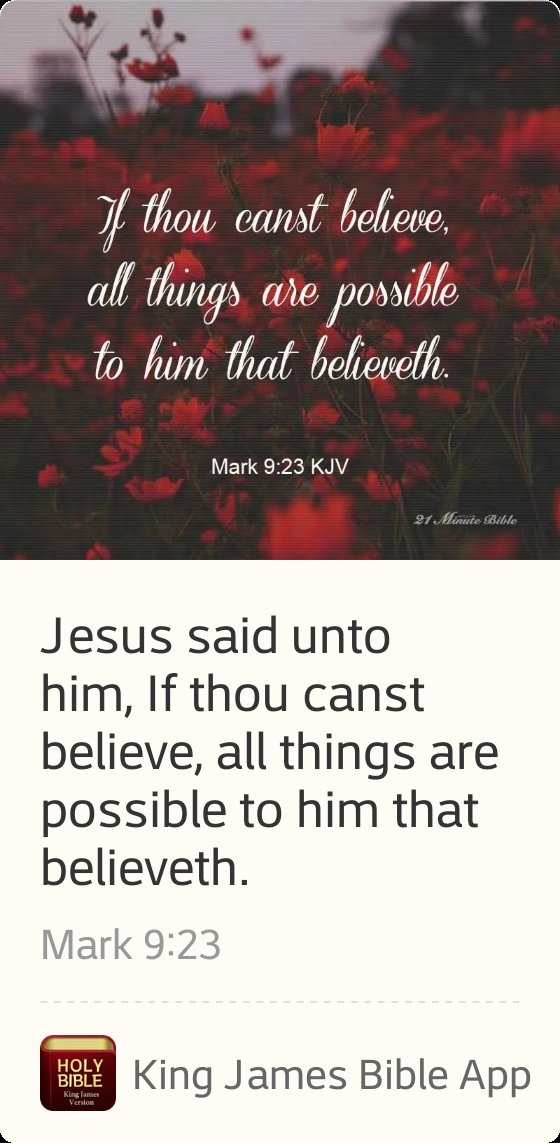 If thou canst believe,
all things are possible
to him that believeth.
Mark 9:23 KJV
21 Minute Bible
Jesus said unto
him, If thou canst
believe, all things are
possible to him that
believeth.
Mark 9:23
HOLY
BIBLE
King James
Version
King James Bible App